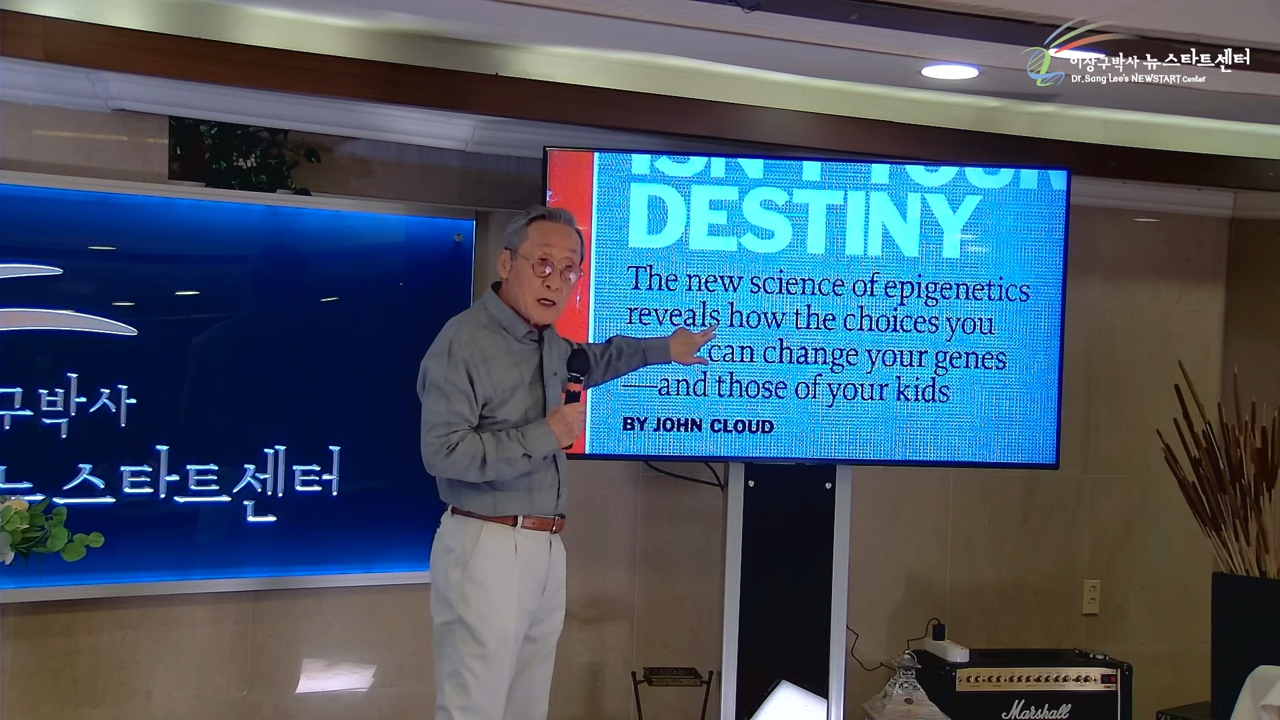 이상구박사 뉴스타트센터
Dr. Sang Lee's NEWSTART Center
ISN'T YOUR
DESTINY
The new science of epigenetics
reveals how the choices you
can change your genes
—and those of your kids
BY JOHN CLOUD
구박사
뉴스타트센터
Marshall